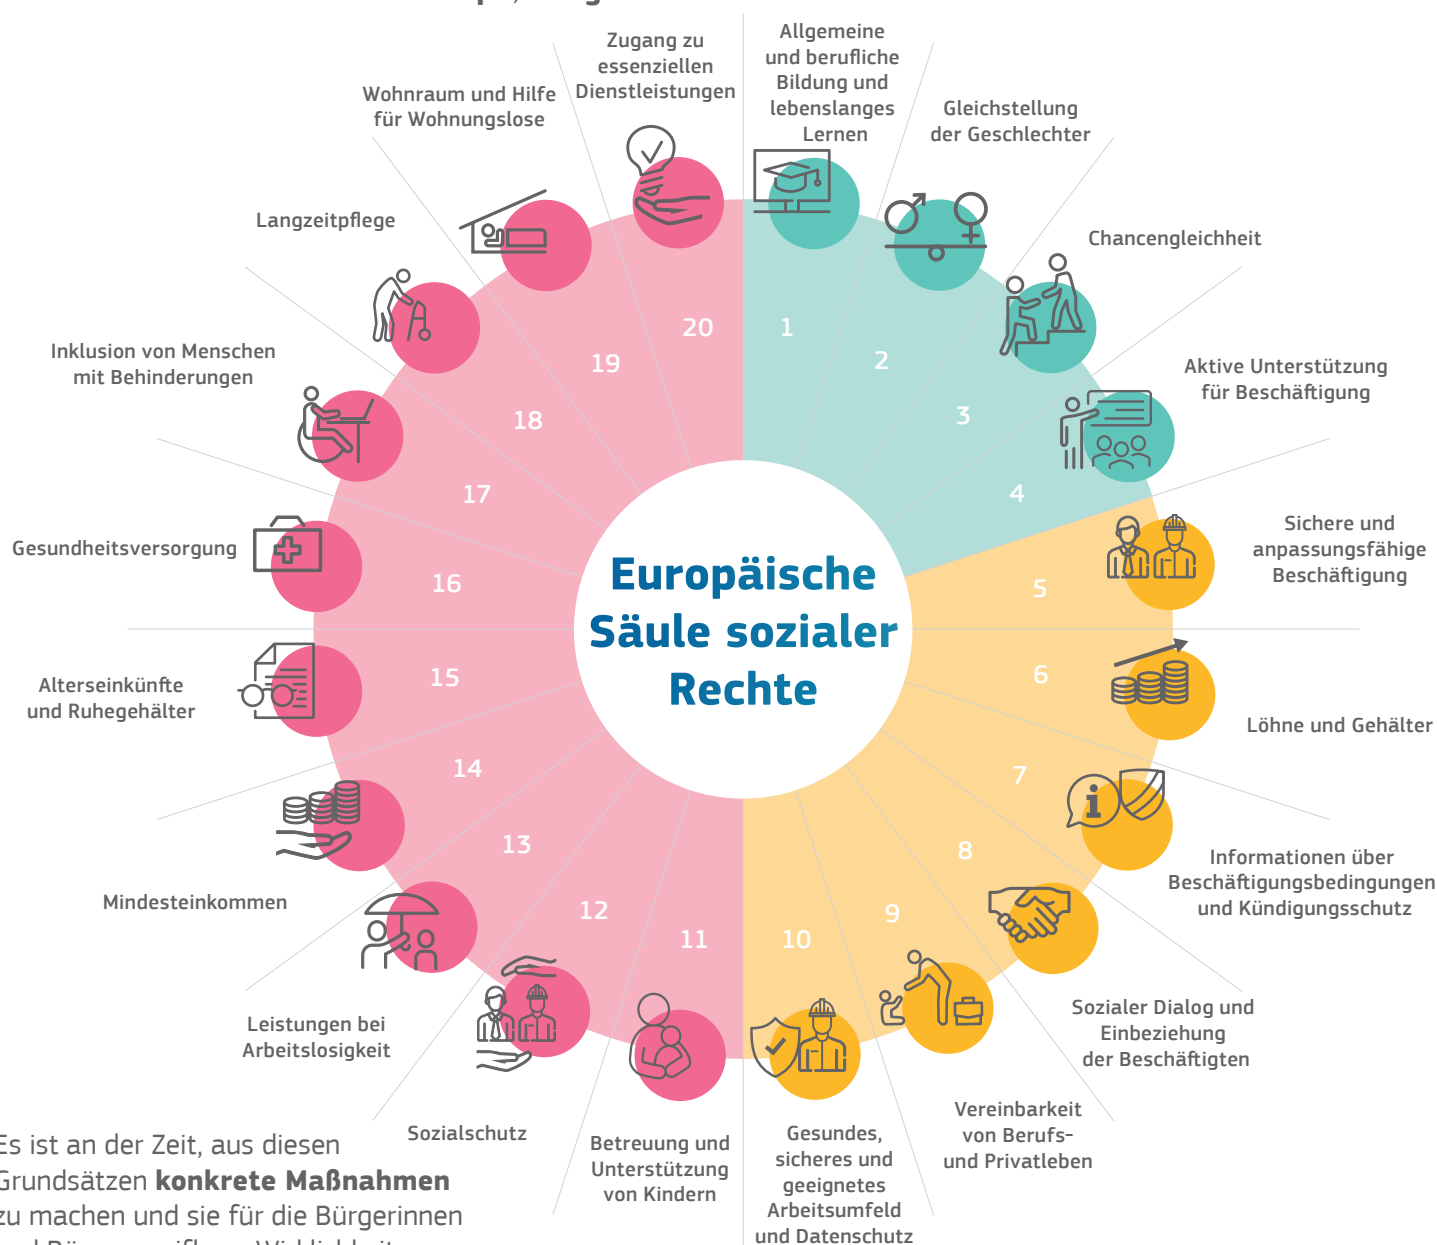 Zugang zu
essenziellen
Dienstleistungen
Allgemeine
und berufliche
Bildung und
lebenslanges
Lernen
Wohnraum und Hilfe
für Wohnungslose
Gleichstellung
der Geschlechter
Langzeitpflege
Chancengleichheit
Inklusion von Menschen
mit Behinderungen
Aktive Unterstützung
für Beschäftigung
Gesundheitsversorgung
Sichere und
anpassungsfähige
Beschäftigung
Alterseinkünfte
und Ruhegehälter
Löhne und Gehälter
Mindesteinkommen
Informationen über
Beschäftigungsbedingungen
und Kündigungsschutz
Leistungen bei
Arbeitslosigkeit
Sozialer Dialog und
Einbeziehung
der Beschäftigten
Sozialschutz
Betreuung und
Unterstützung
von Kindern
Gesundes,
sicheres und
geeignetes
Arbeitsumfeld
und Datenschutz
Vereinbarkeit
von Berufs-
und Privatleben
1
2
3
4
5
6
7
8
9
10
11
12
13
14
15
16
17
18
19
20
Europäische
Säule sozialer
Rechte
i
Es ist an der Zeit, aus diesen
Grundsätzen konkrete Maßnahmen
zu machen und sie für die Bürgerinnen